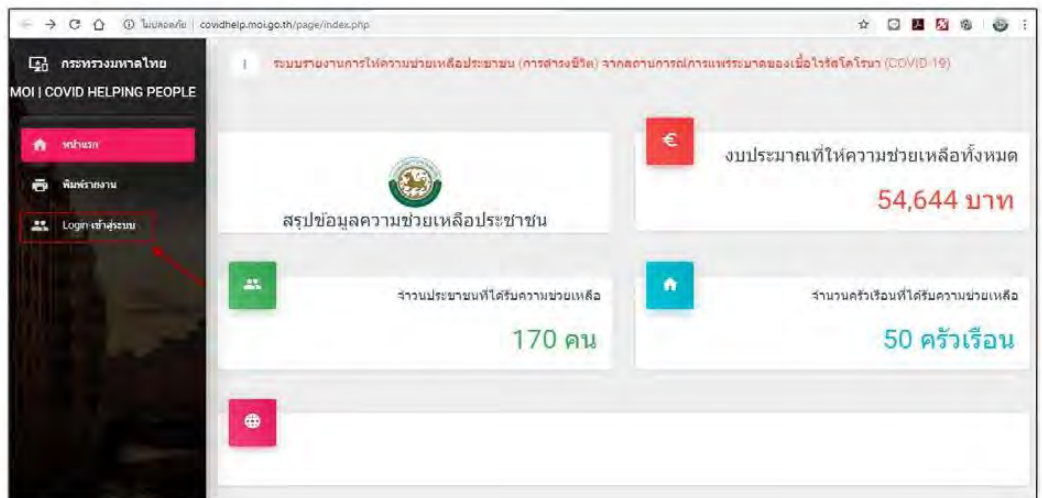 ไม่ปลอดภัย | covidhelp.moi.go.th/page/index.php
กระทรวงมหาดไทย
MOI | COVID HELPING PEOPLE
หน้าแรก
พิมพ์รายงาน
Login-เข้าสู่ระบบ
ระบบรายงานการให้ความช่วยเหลือประชาชน (การดำรงชีวิต) จากสถานการณ์การแพร่ระบาดของเชื้อไวรัสโคโรนา (COVID-19)
สรุปข้อมูลความช่วยเหลือประชาชน
งบประมาณที่ให้ความช่วยเหลือทั้งหมด
54,644 บาท
จำวนประชาชนที่ได้รับความช่วยเหลือ
170 คน
จำนวนครัวเรือนที่ได้รับความช่วยเหลือ
50 ครัวเรือน